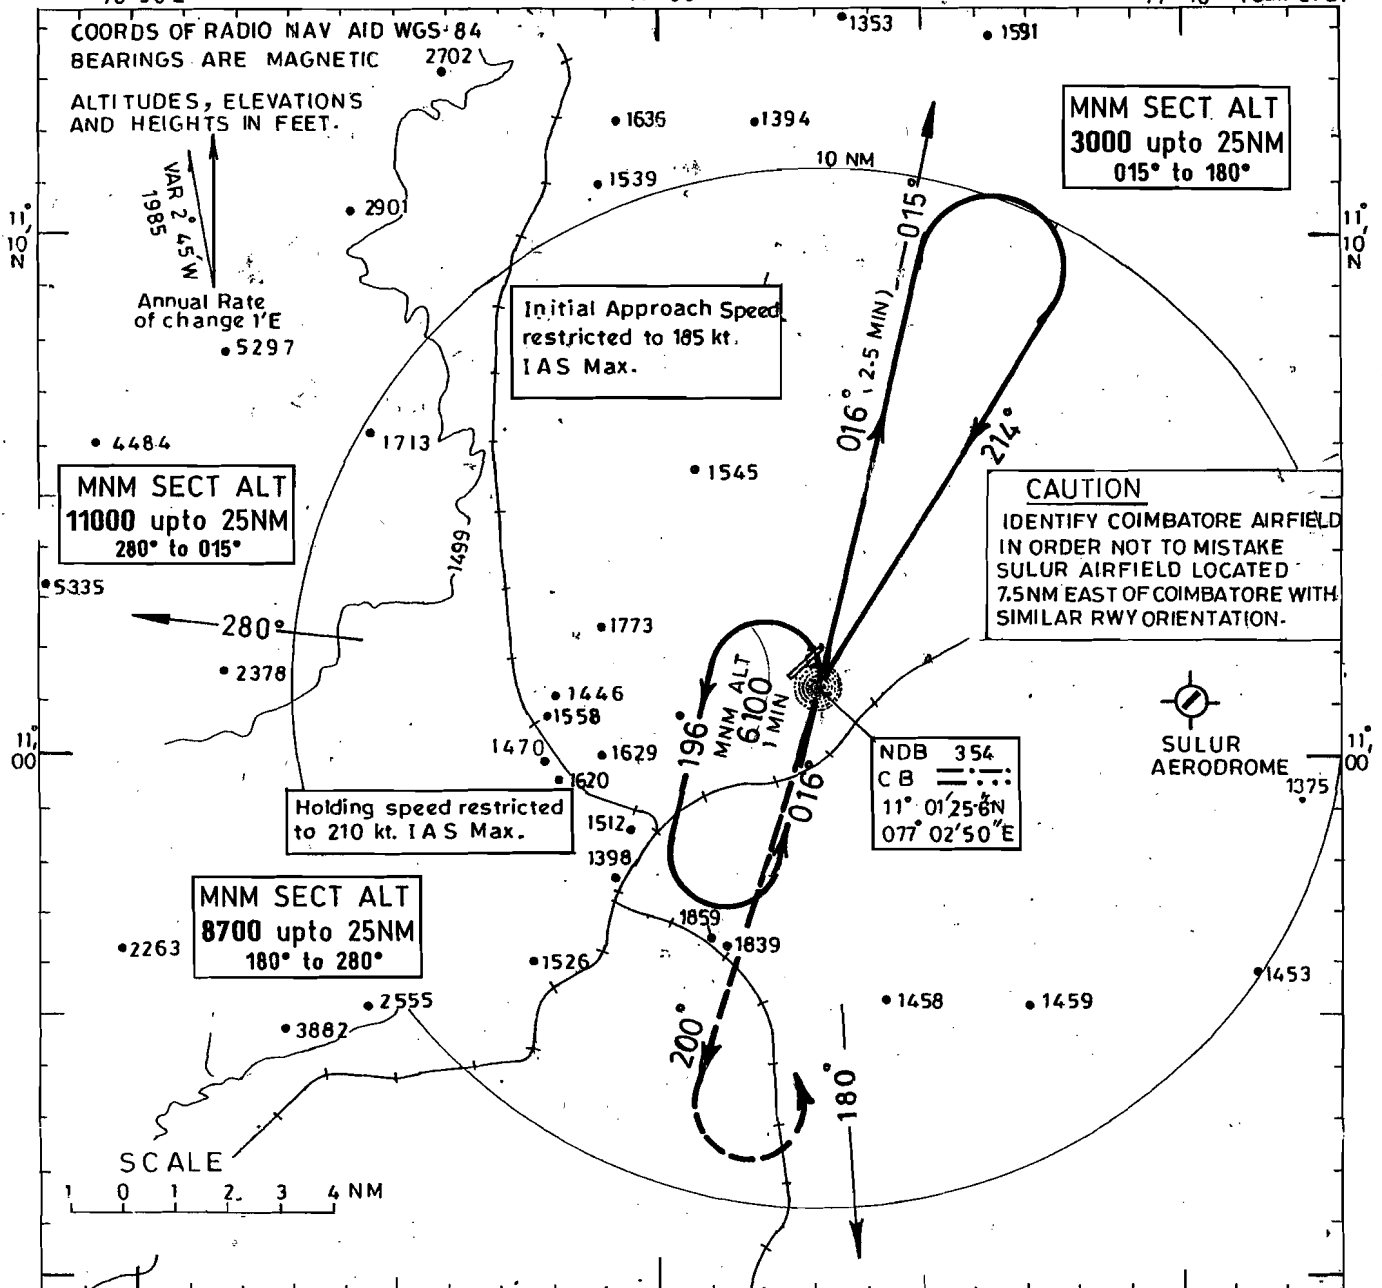 COORDS OF RADIO NAV AID WGS-84
BEARINGS ARE MAGNETIC
ALTITUDES, ELEVATIONS
AND HEIGHTS IN FEET.
VAR 2° 45'W
1985
Annual Rate
of change 1'E
2702
1353
1591
1636
1394
1539
2901
5297
4484
1713
1545
10 NM
MNM SECT ALT
3000 upto 25NM
015° to 180°
11°
10'
N
11°
10'
N
Initial Approach Speed
restricted to 185 kt.
IAS Max.
015°
016° (2.5 MIN)
214°
MNM SECT ALT
11000 upto 25NM
280° to 015°
1499
5335
280°
2378
CAUTION
IDENTIFY COIMBATORE AIRFIELD
IN ORDER NOT TO MISTAKE
SULUR AIRFIELD LOCATED
7.5NM EAST OF COIMBATORE WITH
SIMILAR RWY ORIENTATION.
1773
1446
1558
1470
1629
1620
1512
1398
196°
MNM ALT
6100
1 MIN
016°
11°
00'
11°
00'
SULUR
AERODROME
1375
NDB 354
CB
11° 01'25.6"N
077° 02'50"E
Holding speed restricted
to 210 kt. IAS Max.
MNM SECT ALT
8700 upto 25NM
180° to 280°
2263
1859
1839
1526
1453
1458
1459
2555
3882
200°
180°
SCALE
1 0 1 2 3 4 NM